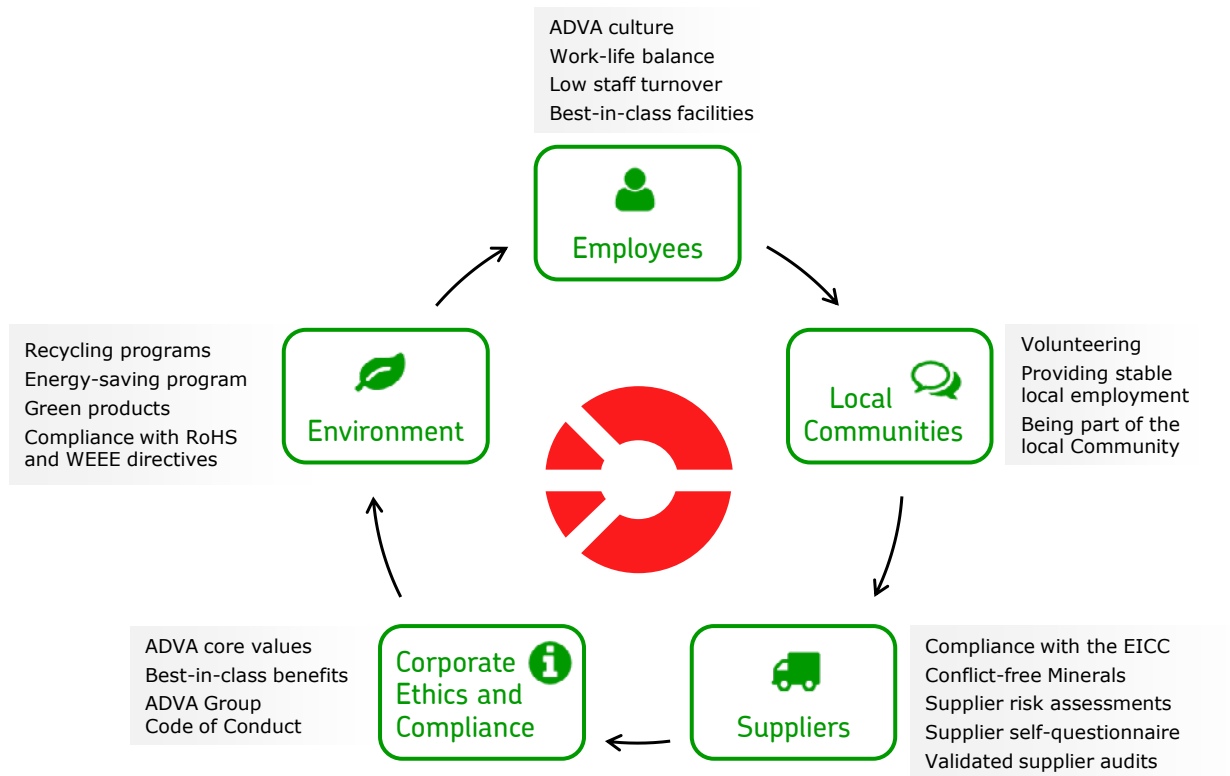 ADVA culture
Work-life balance
Low staff turnover
Best-in-class facilities
Employees
Local
Communities
Volunteering
Providing stable
local employment
Being part of the
local Community
Suppliers
Compliance with the EICC
Conflict-free Minerals
Supplier risk assessments
Supplier self-questionnaire
Validated supplier audits
Corporate
Ethics and
Compliance
ADVA core values
Best-in-class benefits
ADVA Group
Code of Conduct
Environment
Recycling programs
Energy-saving program
Green products
Compliance with RoHS
and WEEE directives